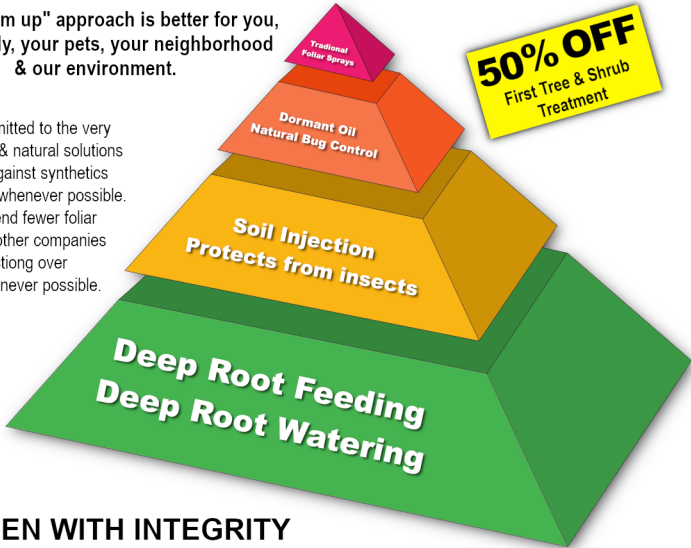 m up" approach is better for you,
ly, your pets, your neighborhood
& our environment.
mitted to the very
& natural solutions
gainst synthetics
whenever possible.
end fewer foliar
other companies
ctiong over
never possible.
50% OFF
First Tree & Shrub
Treatment
Tradional
Foliar Sprays
Dormant Oil
Natural Bug Control
Soil Injection
Protects from insects
Deep Root Feeding
Deep Root Watering
EN WITH INTEGRITY